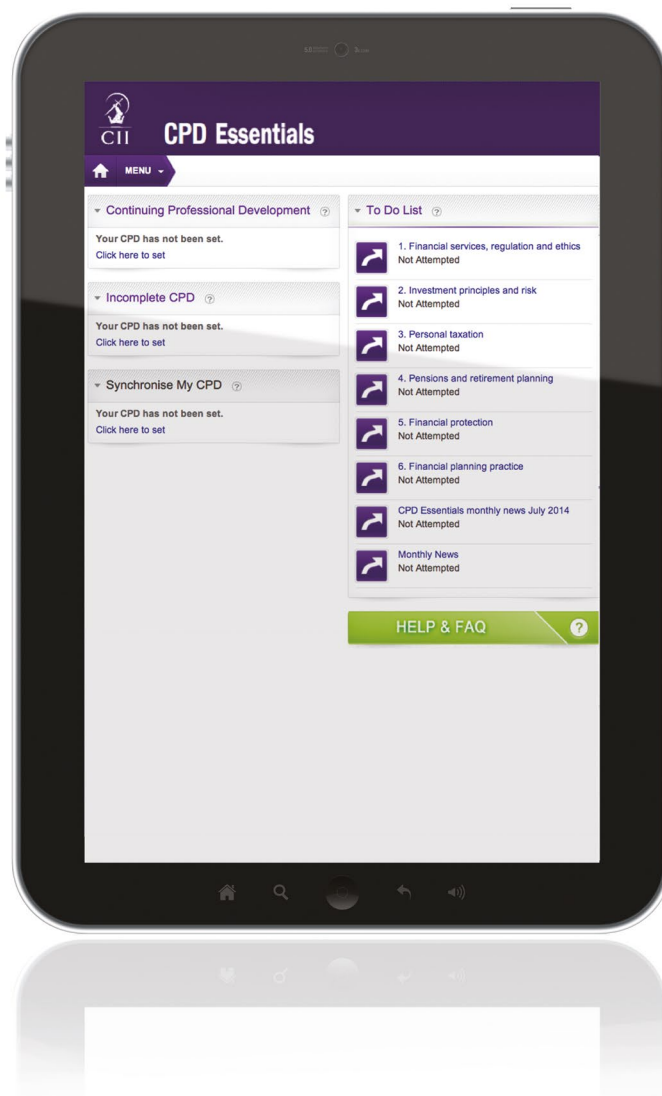 CII
CPD Essentials
MENU
Continuing Professional Development ?
Your CPD has not been set.
Click here to set
Incomplete CPD ?
Your CPD has not been set.
Click here to set
Synchronise My CPD ?
Your CPD has not been set.
Click here to set
To Do List ?
1. Financial services, regulation and ethics
Not Attempted
2. Investment principles and risk
Not Attempted
3. Personal taxation
Not Attempted
4. Pensions and retirement planning
Not Attempted
5. Financial protection
Not Attempted
6. Financial planning practice
Not Attempted
CPD Essentials monthly news July 2014
Not Attempted
Monthly News
Not Attempted
HELP & FAQ ?